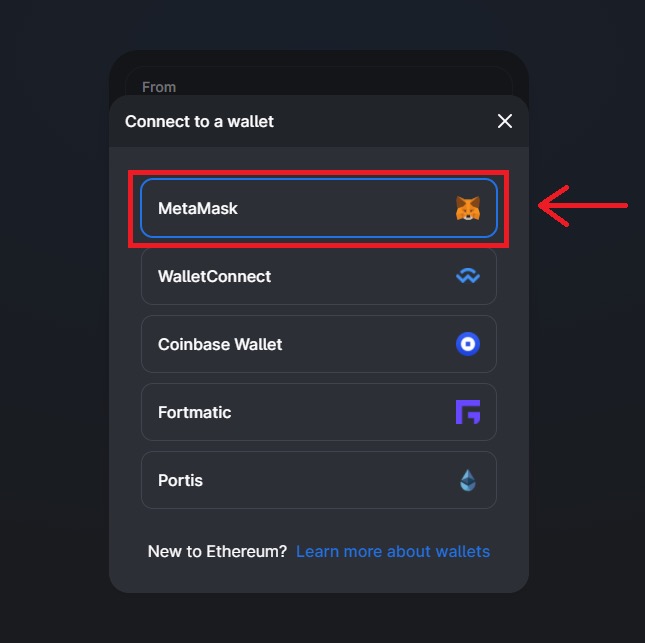 From
Connect to a wallet
MetaMask
WalletConnect
Coinbase Wallet
Fortmatic
Portis
New to Ethereum? Learn more about wallets